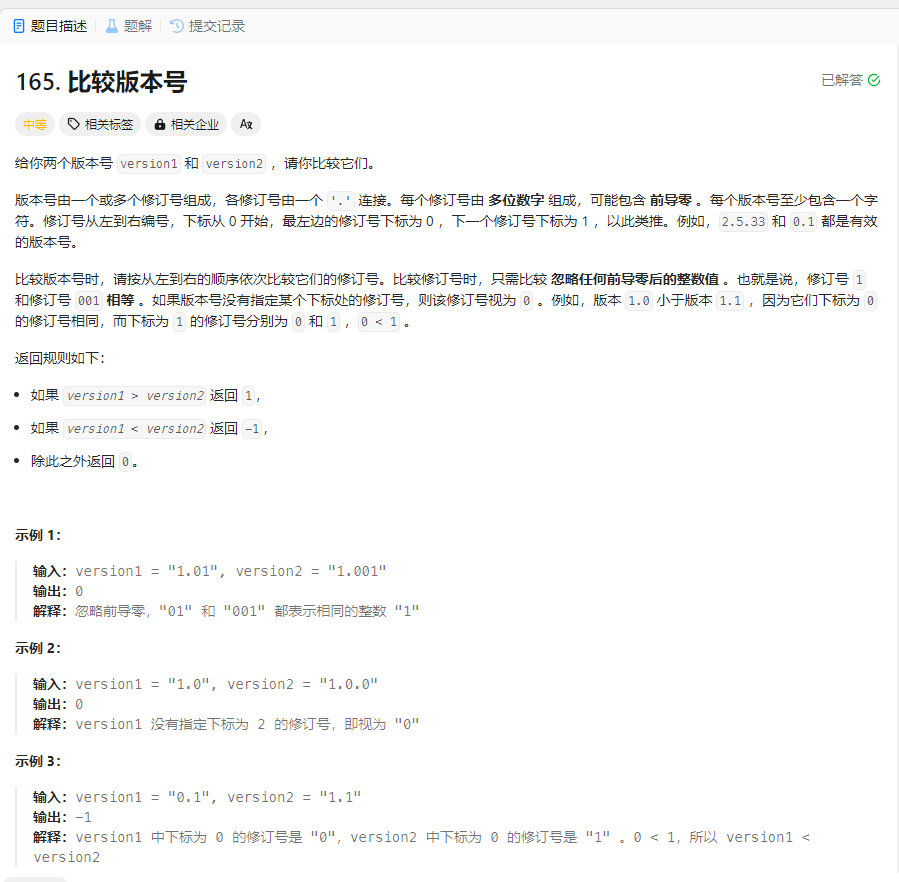 题目描述 题解 提交记录
165. 比较版本号
已解答
中等 相关标签 相关企业
给你两个版本号 version1 和 version2 ，请你比较它们。
版本号由一个或多个修订号组成，各修订号由一个 '.' 连接。每个修订号由 多位数字 组成，可能包含 前导零 。每个版本号至少包含一个字
符。修订号从左到右编号，下标从 0 开始，最左边的修订号下标为 0 ，下一个修订号下标为 1 ，以此类推。例如，2.5.33 和 0.1 都是有效
的版本号。
比较版本号时，请按从左到右的顺序依次比较它们的修订号。比较修订号时，只需比较 忽略任何前导零后的整数值 。也就是说，修订号 1
和修订号 001 相等 。如果版本号没有指定某个下标处的修订号，则该修订号视为 0 。例如，版本 1.0 小于版本 1.1 ，因为它们下标为 0
的修订号相同，而下标为 1 的修订号分别为 0 和 1 ，0 < 1 。
返回规则如下：
如果 version1 > version2 返回 1，
如果 version1 < version2 返回 -1，
除此之外返回 0。
示例 1：
输入：version1 = "1.01", version2 = "1.001"
输出：0
解释：忽略前导零，"01" 和 "001" 都表示相同的整数 "1"
示例 2：
输入：version1 = "1.0", version2 = "1.0.0"
输出：0
解释：version1 没有指定下标为 2 的修订号，即视为 "0"
示例 3：
输入：version1 = "0.1", version2 = "1.1"
输出：-1
解释：version1 中下标为 0 的修订号是 "0"，version2 中下标为 0 的修订号是 "1" 。0 < 1，所以 version1 <
version2